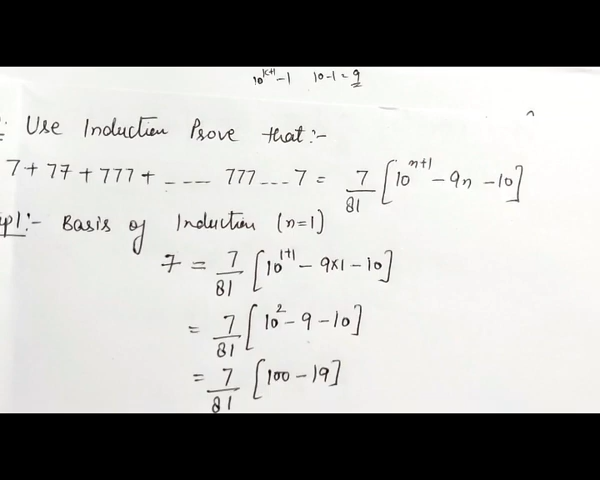 10^{k+1} - 1 10-1 = 9
Use Induction Prove that:-
7 + 77 + 777 + ---- 777---7 = 7/81 [10^{n+1} - 9n - 10]
Basis of Induction (n=1)
7 = 7/81 [10^{1+1} - 9×1 - 10]
= 7/81 [10^2 - 9 - 10]
= 7/81 [100 - 19]